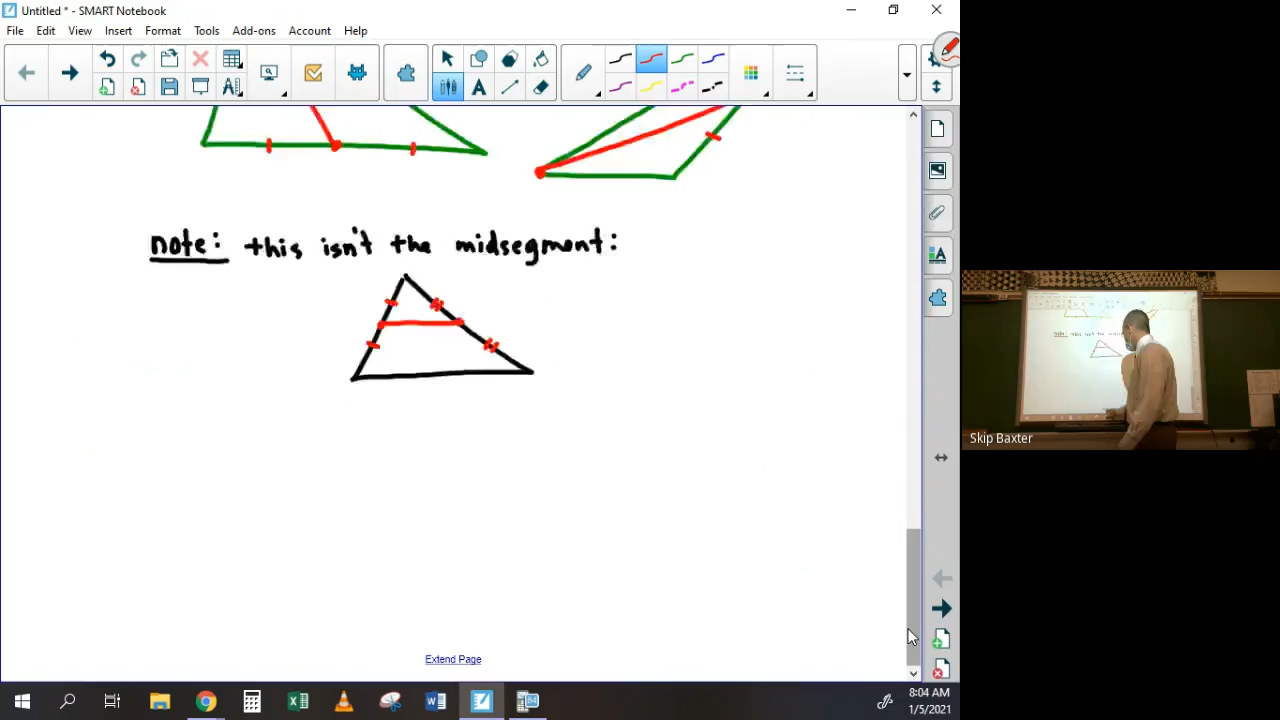 Untitled * - SMART Notebook
File Edit View Insert Format Tools Add-ons Account Help
note: this isn't the midsegment:
Skip Baxter
Extend Page
8:04 AM
1/5/2021